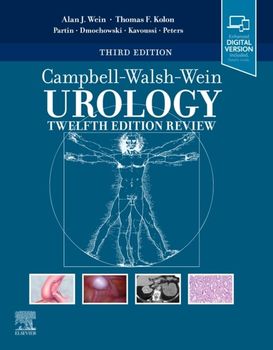 Alan J. Wein | Thomas F. Kolon
Partin • Dmochowski • Kavoussi • Peters
Enhanced
DIGITAL
VERSION
THIRD EDITION
Campbell-Walsh-Wein
UROLOGY
TWELFTH EDITION REVIEW
ELSEVIER